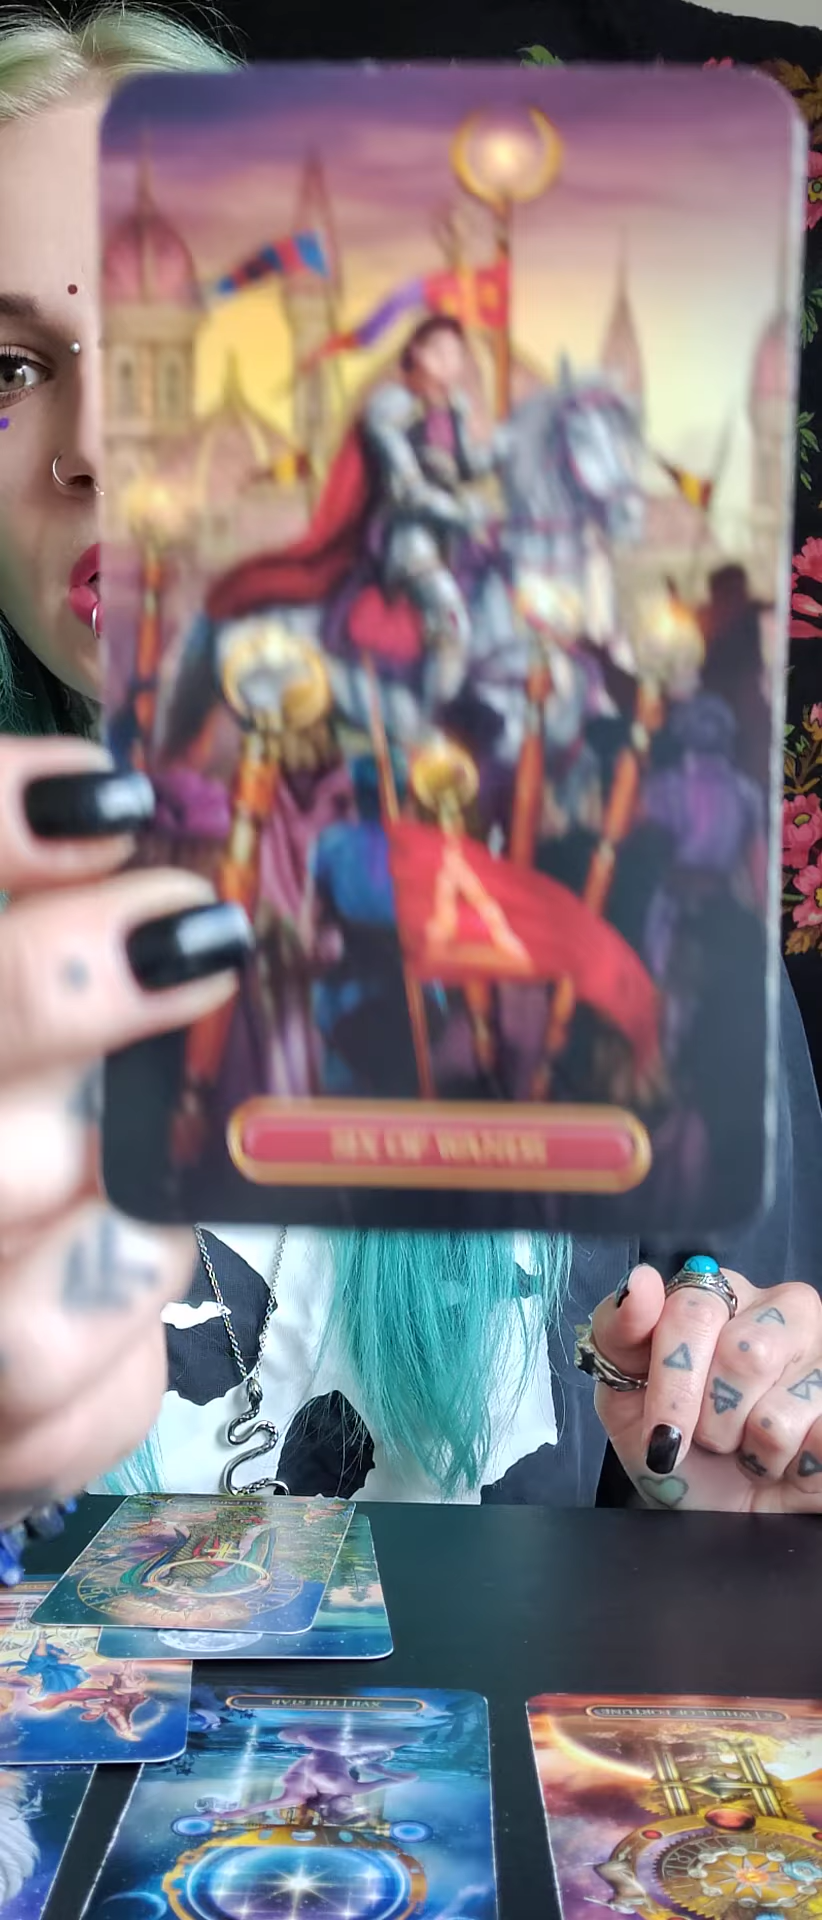 SIX OF WANDS
XVII | THE STAR
X | WHEEL OF FORTUNE